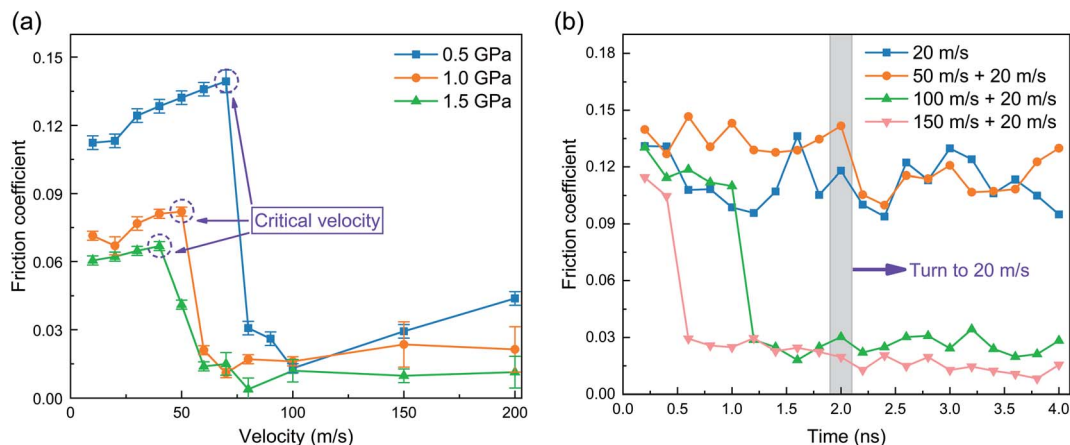 (a)
Friction coefficient
0.15
0.12
0.09
0.06
0.03
0.00
0.5 GPa
1.0 GPa
1.5 GPa
Critical velocity
0
50
100
150
200
Velocity (m/s)
(b)
Friction coefficient
0.18
0.15
0.12
0.09
0.06
0.03
0.00
20 m/s
50 m/s + 20 m/s
100 m/s + 20 m/s
150 m/s + 20 m/s
Turn to 20 m/s
0.0
0.5
1.0
1.5
2.0
2.5
3.0
3.5
4.0
Time (ns)